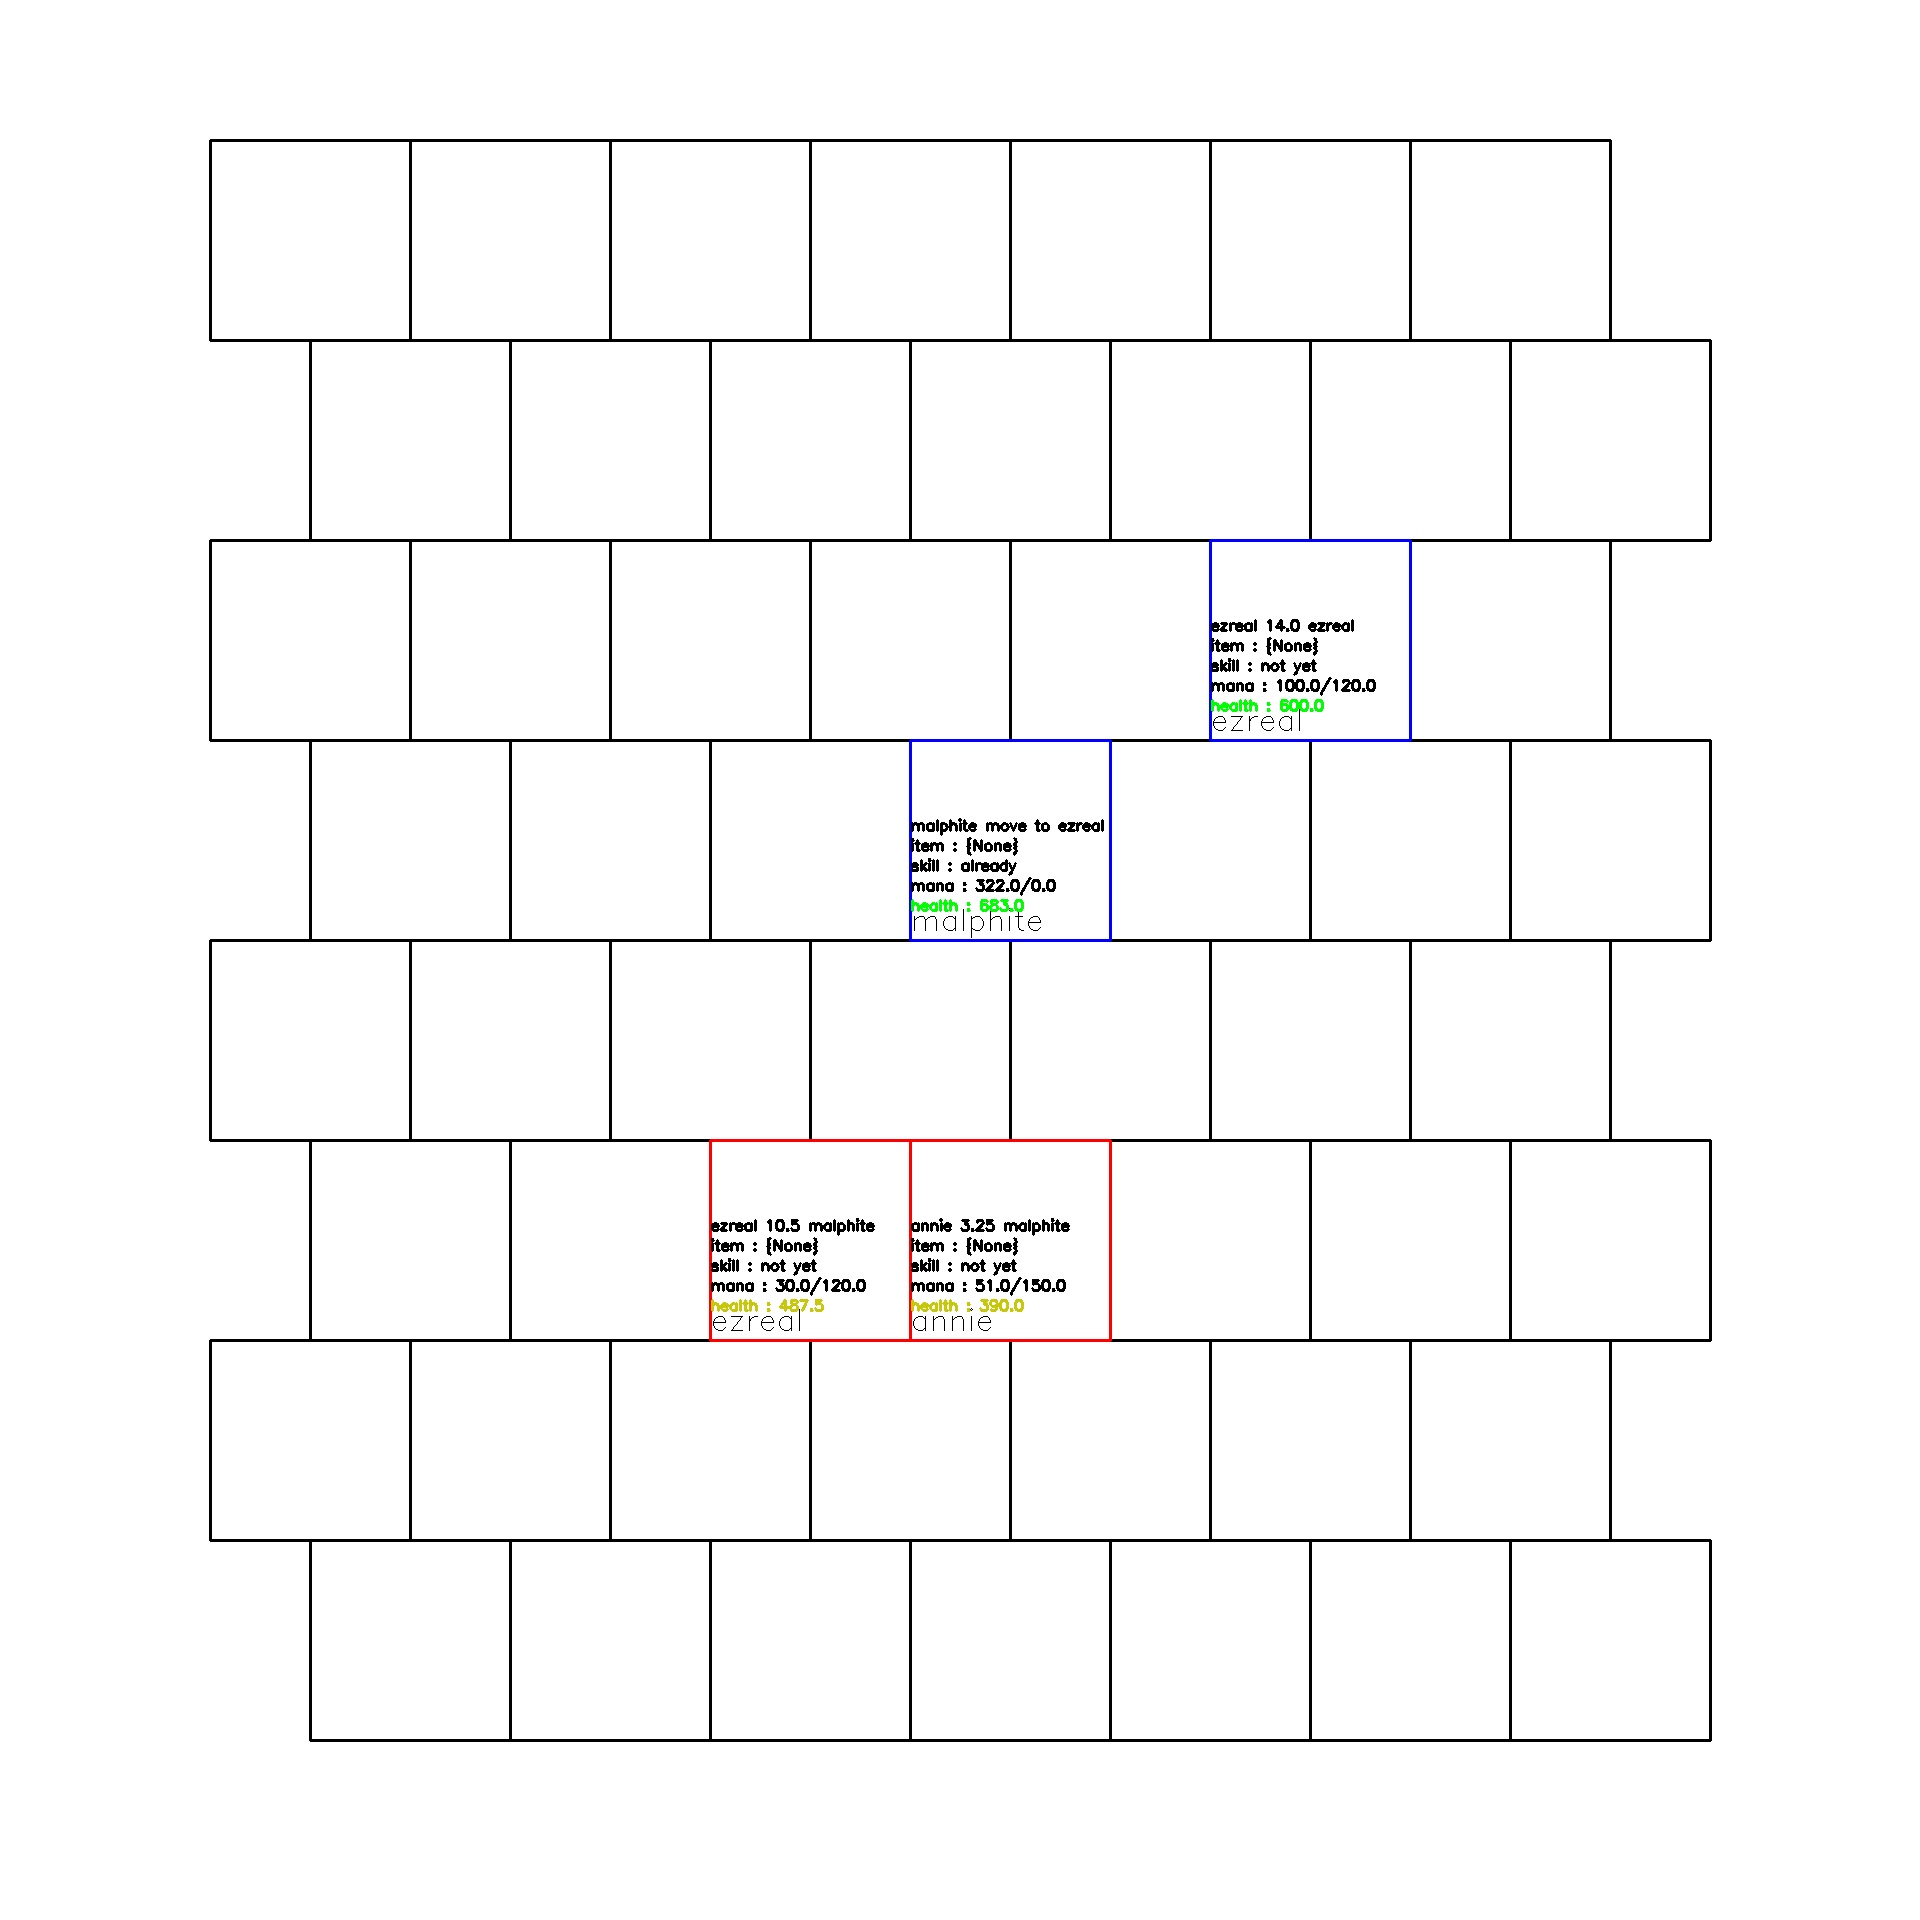 ezreal 14.0 ezreal
item : {None}
skill : not yet
mana : 100.0/120.0
health : 600.0
ezreal
malphite move to ezreal
item : {None}
skill : already
mana : 322.0/0.0
health : 683.0
malphite
ezreal 10.5 malphite
item : {None}
skill : not yet
mana : 30.0/120.0
health : 487.5
ezreal
annie 3.25 malphite
item : {None}
skill : not yet
mana : 51.0/150.0
health : 390.0
annie